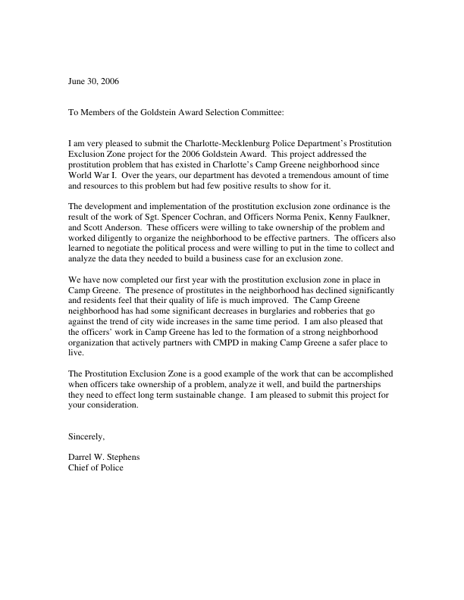 June 30, 2006
To Members of the Goldstein Award Selection Committee:
I am very pleased to submit the Charlotte-Mecklenburg Police Department's Prostitution
Exclusion Zone project for the 2006 Goldstein Award.  This project addressed the
prostitution problem that has existed in Charlotte's Camp Greene neighborhood since
World War I.  Over the years, our department has devoted a tremendous amount of time
and resources to this problem but had few positive results to show for it.
The development and implementation of the prostitution exclusion zone ordinance is the
result of the work of Sgt. Spencer Cochran, and Officers Norma Penix, Kenny Faulkner,
and Scott Anderson.  These officers were willing to take ownership of the problem and
worked diligently to organize the neighborhood to be effective partners.  The officers also
learned to negotiate the political process and were willing to put in the time to collect and
analyze the data they needed to build a business case for an exclusion zone.
We have now completed our first year with the prostitution exclusion zone in place in
Camp Greene.  The presence of prostitutes in the neighborhood has declined significantly
and residents feel that their quality of life is much improved.  The Camp Greene
neighborhood has had some significant decreases in burglaries and robberies that go
against the trend of city wide increases in the same time period.  I am also pleased that
the officers' work in Camp Greene has led to the formation of a strong neighborhood
organization that actively partners with CMPD in making Camp Greene a safer place to
live.
The Prostitution Exclusion Zone is a good example of the work that can be accomplished
when officers take ownership of a problem, analyze it well, and build the partnerships
they need to effect long term sustainable change.  I am pleased to submit this project for
your consideration.
Sincerely,
Darrel W. Stephens
Chief of Police